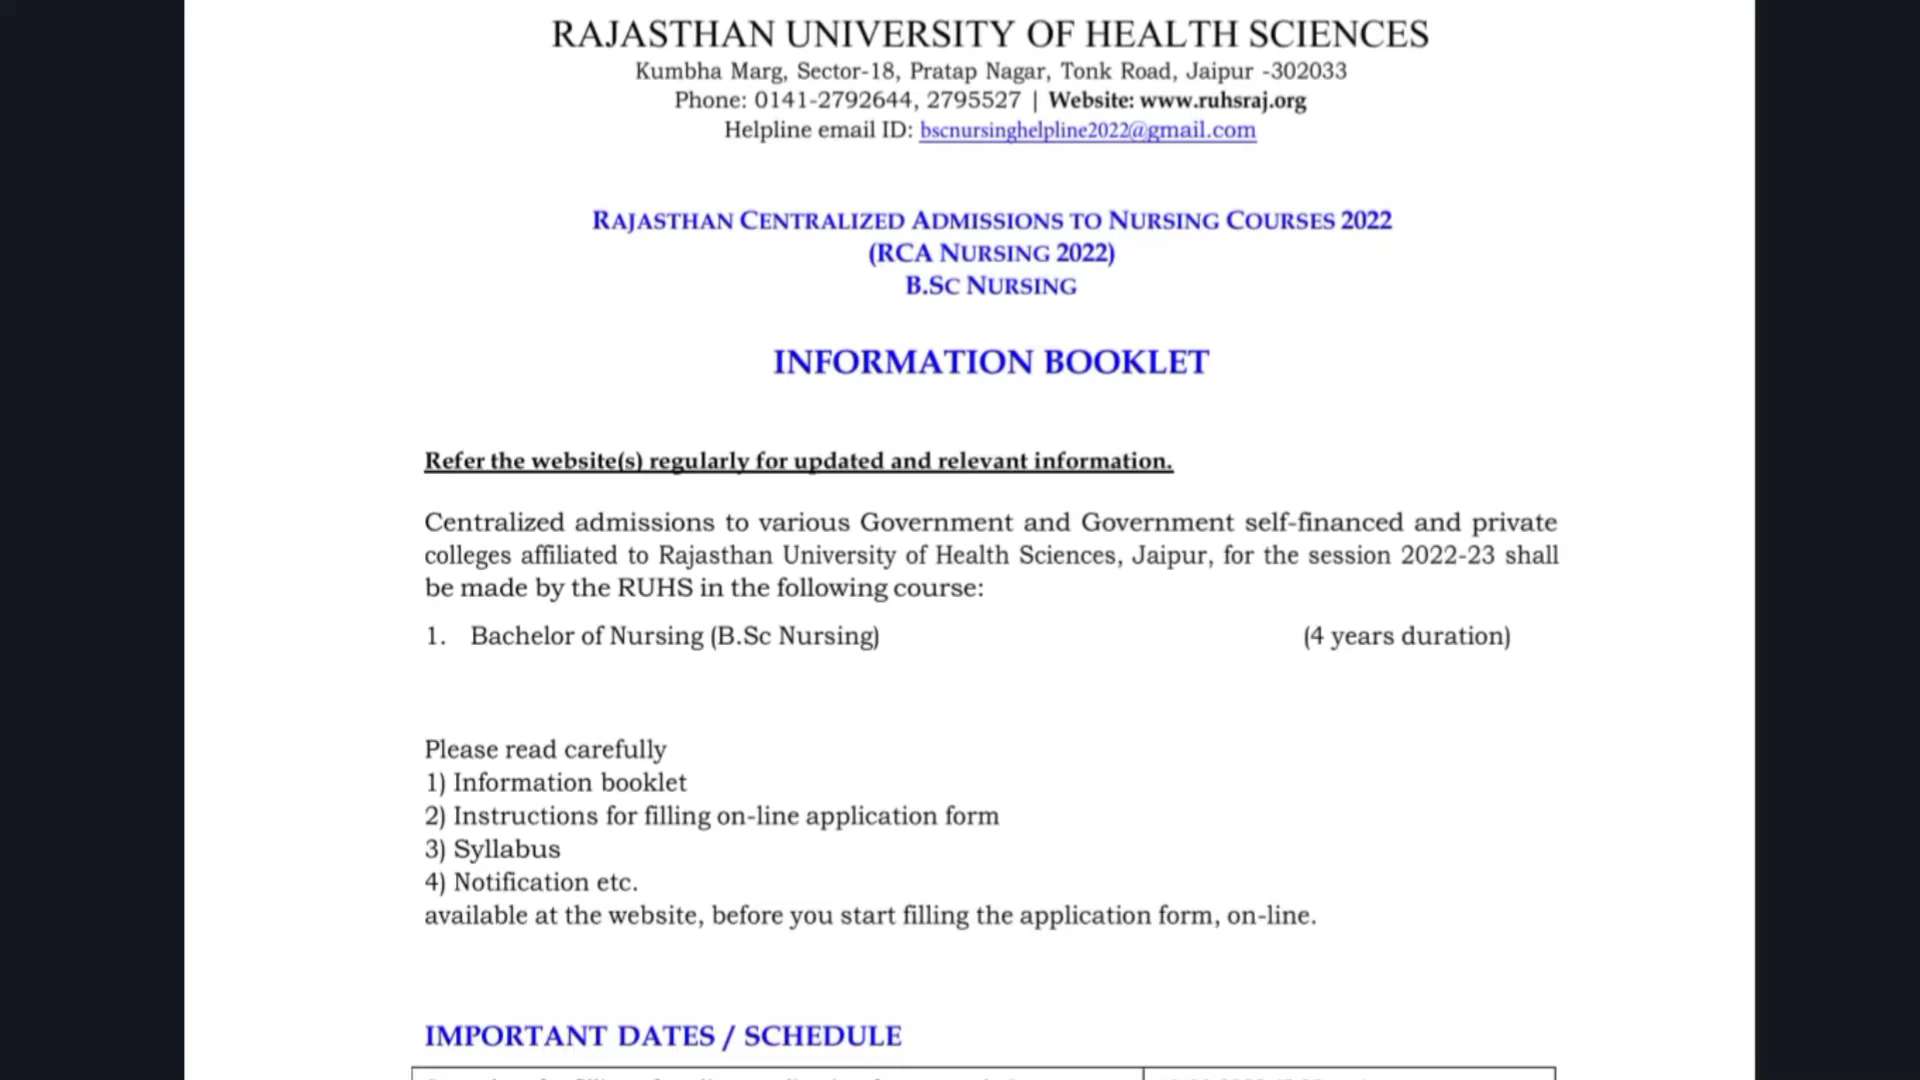 RAJASTHAN UNIVERSITY OF HEALTH SCIENCES
Kumbha Marg, Sector-18, Pratap Nagar, Tonk Road, Jaipur -302033
Phone: 0141-2792644, 2795527 | Website: www.ruhsraj.org
Helpline email ID: bscnursinghelpline2022@gmail.com
RAJASTHAN CENTRALIZED ADMISSIONS TO NURSING COURSES 2022
(RCA NURSING 2022)
B.SC NURSING
INFORMATION BOOKLET
Refer the website(s) regularly for updated and relevant information.
Centralized admissions to various Government and Government self-financed and private
colleges affiliated to Rajasthan University of Health Sciences, Jaipur, for the session 2022-23 shall
be made by the RUHS in the following course:
1. Bachelor of Nursing (B.Sc Nursing) (4 years duration)
Please read carefully
1) Information booklet
2) Instructions for filling on-line application form
3) Syllabus
4) Notification etc.
available at the website, before you start filling the application form, on-line.
IMPORTANT DATES / SCHEDULE